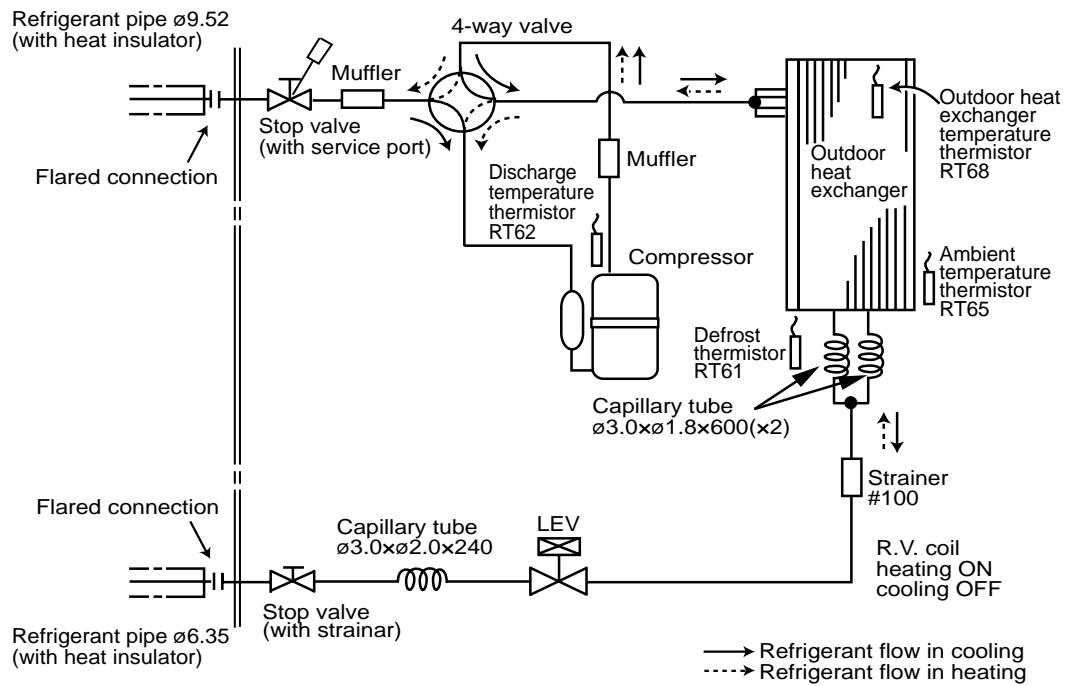 Refrigerant pipe ø9.52
(with heat insulator)
4-way valve
Muffler
Stop valve
(with service port)
Flared connection
Discharge
temperature
thermistor
RT62
Muffler
Compressor
Outdoor
heat
exchanger
Outdoor heat
exchanger
temperature
thermistor
RT68
Ambient
temperature
thermistor
RT65
Defrost
thermistor
RT61
Capillary tube
ø3.0×ø1.8×600(×2)
Strainer
#100
Flared connection
Capillary tube
ø3.0×ø2.0×240
LEV
R.V. coil
heating ON
cooling OFF
Stop valve
(with strainar)
Refrigerant pipe ø6.35
(with heat insulator)
Refrigerant flow in cooling
Refrigerant flow in heating